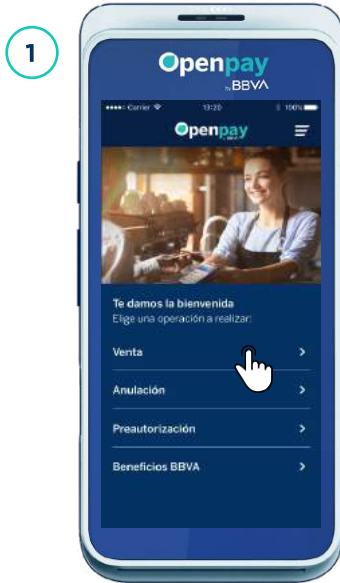 1
Openpay
by BBVA
Carrier 13:20 100%
Openpay
Te damos la bienvenida
Elige una operación a realizar:
Venta
Anulación
Preautorización
Beneficios BBVA